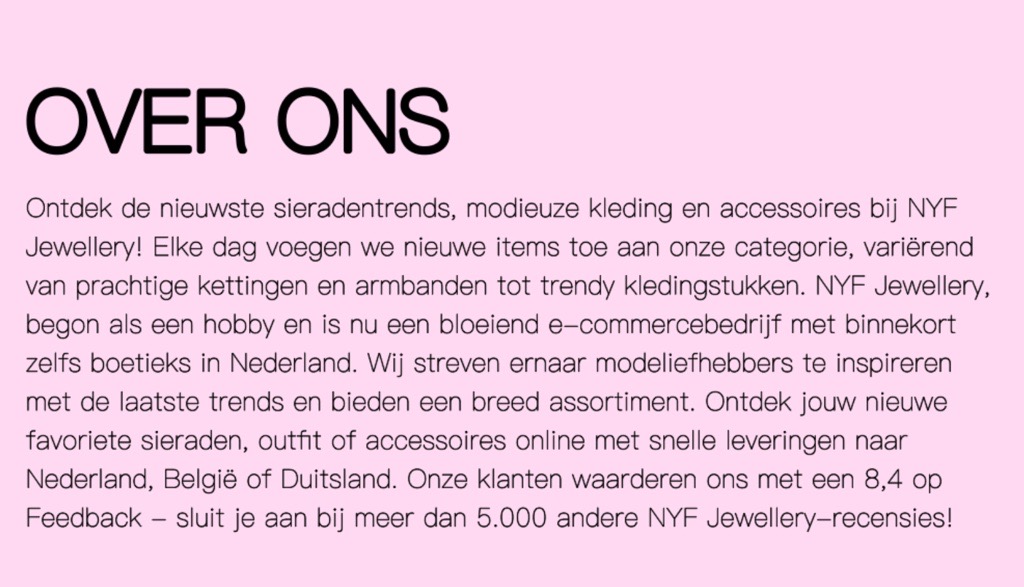 OVER ONS
Ontdek de nieuwste sieradentrends, modieuze kleding en accessoires bij NYF
Jewellery! Elke dag voegen we nieuwe items toe aan onze categorie, variërend
van prachtige kettingen en armbanden tot trendy kledingstukken. NYF Jewellery,
begon als een hobby en is nu een bloeiend e-commercebedrijf met binnekort
zelfs boetieks in Nederland. Wij streven ernaar modeliefhebbers te inspireren
met de laatste trends en bieden een breed assortiment. Ontdek jouw nieuwe
favoriete sieraden, outfit of accessoires online met snelle leveringen naar
Nederland, België of Duitsland. Onze klanten waarderen ons met een 8,4 op
Feedback - sluit je aan bij meer dan 5.000 andere NYF Jewellery-recensies!